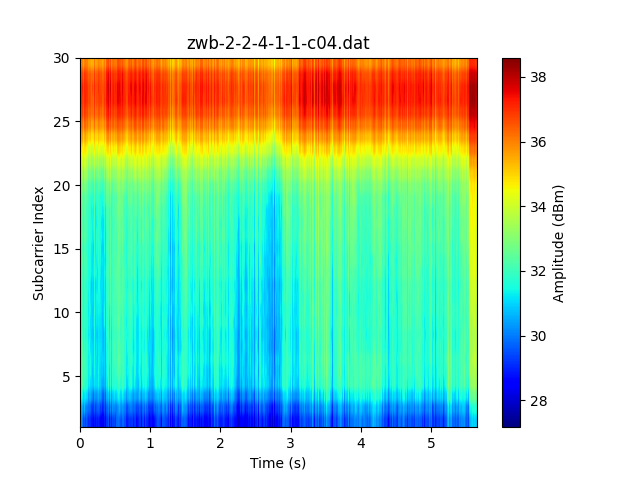 zwb-2-2-4-1-1-c04.dat
30
25
20
15
10
5
Subcarrier Index
0 1 2 3 4 5
Time (s)
38
36
34
32
30
28
Amplitude (dBm)